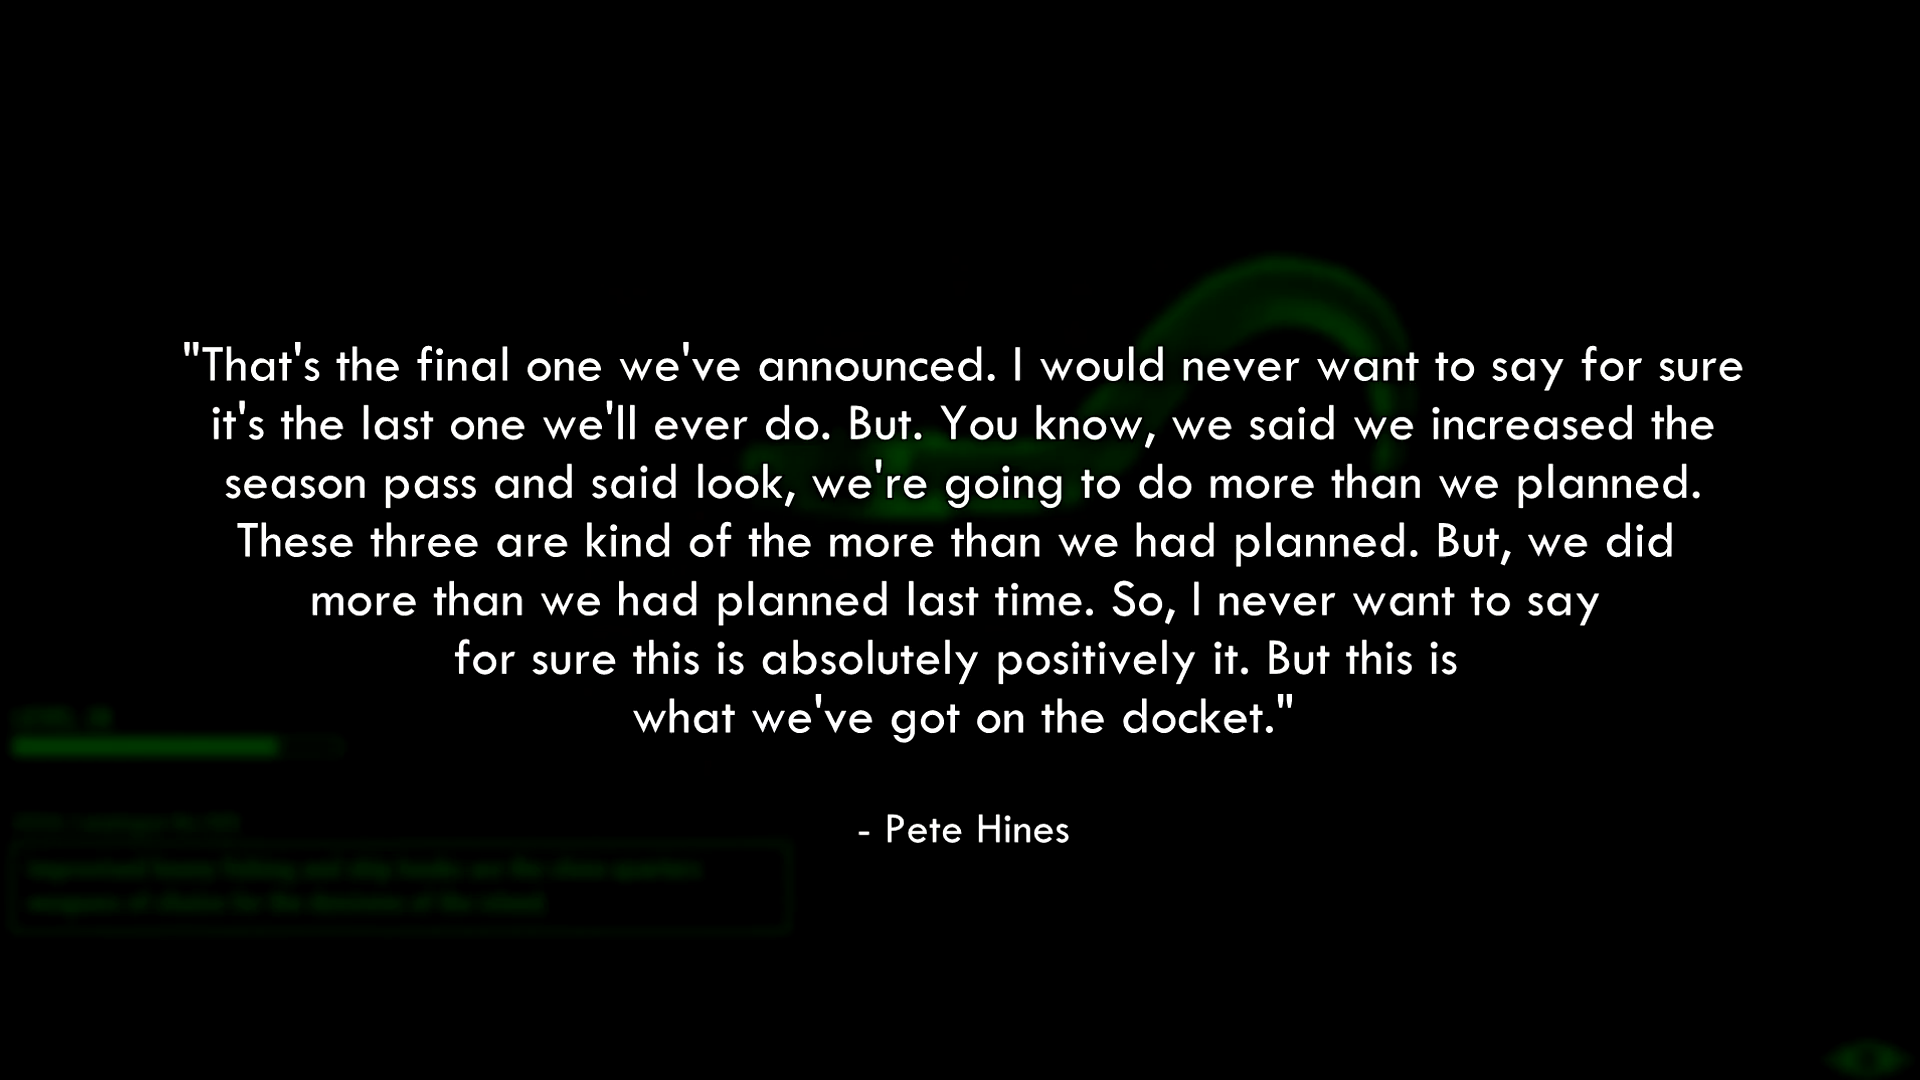 "That's the final one we've announced. I would never want to say for sure
it's the last one we'll ever do. But. You know, we said we increased the
season pass and said look, we're going to do more than we planned.
These three are kind of the more than we had planned. But, we did
more than we had planned last time. So, I never want to say
for sure this is absolutely positively it. But this is
what we've got on the docket."
- Pete Hines